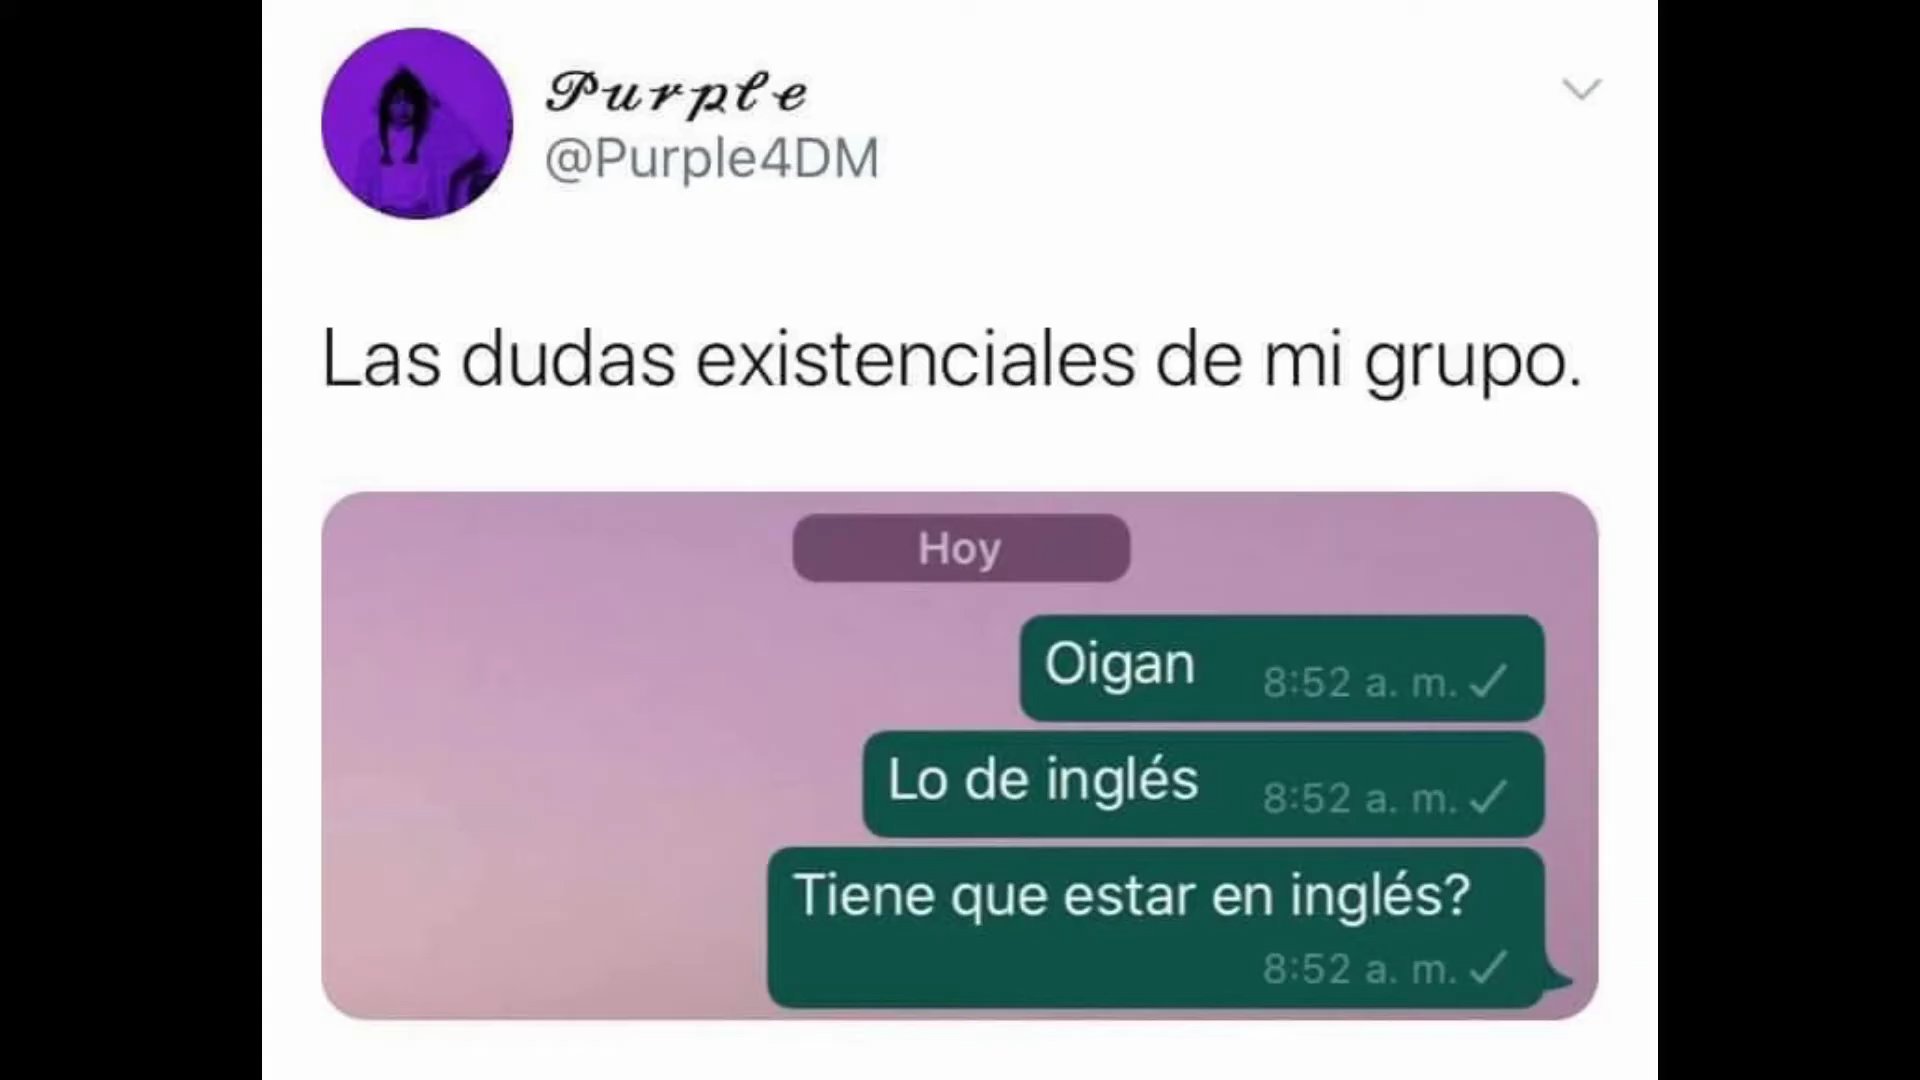 Purple
@Purple4DM
Las dudas existenciales de mi grupo.
Hoy
Oigan 8:52 a. m.
Lo de inglés 8:52 a. m.
Tiene que estar en inglés?
8:52 a. m.